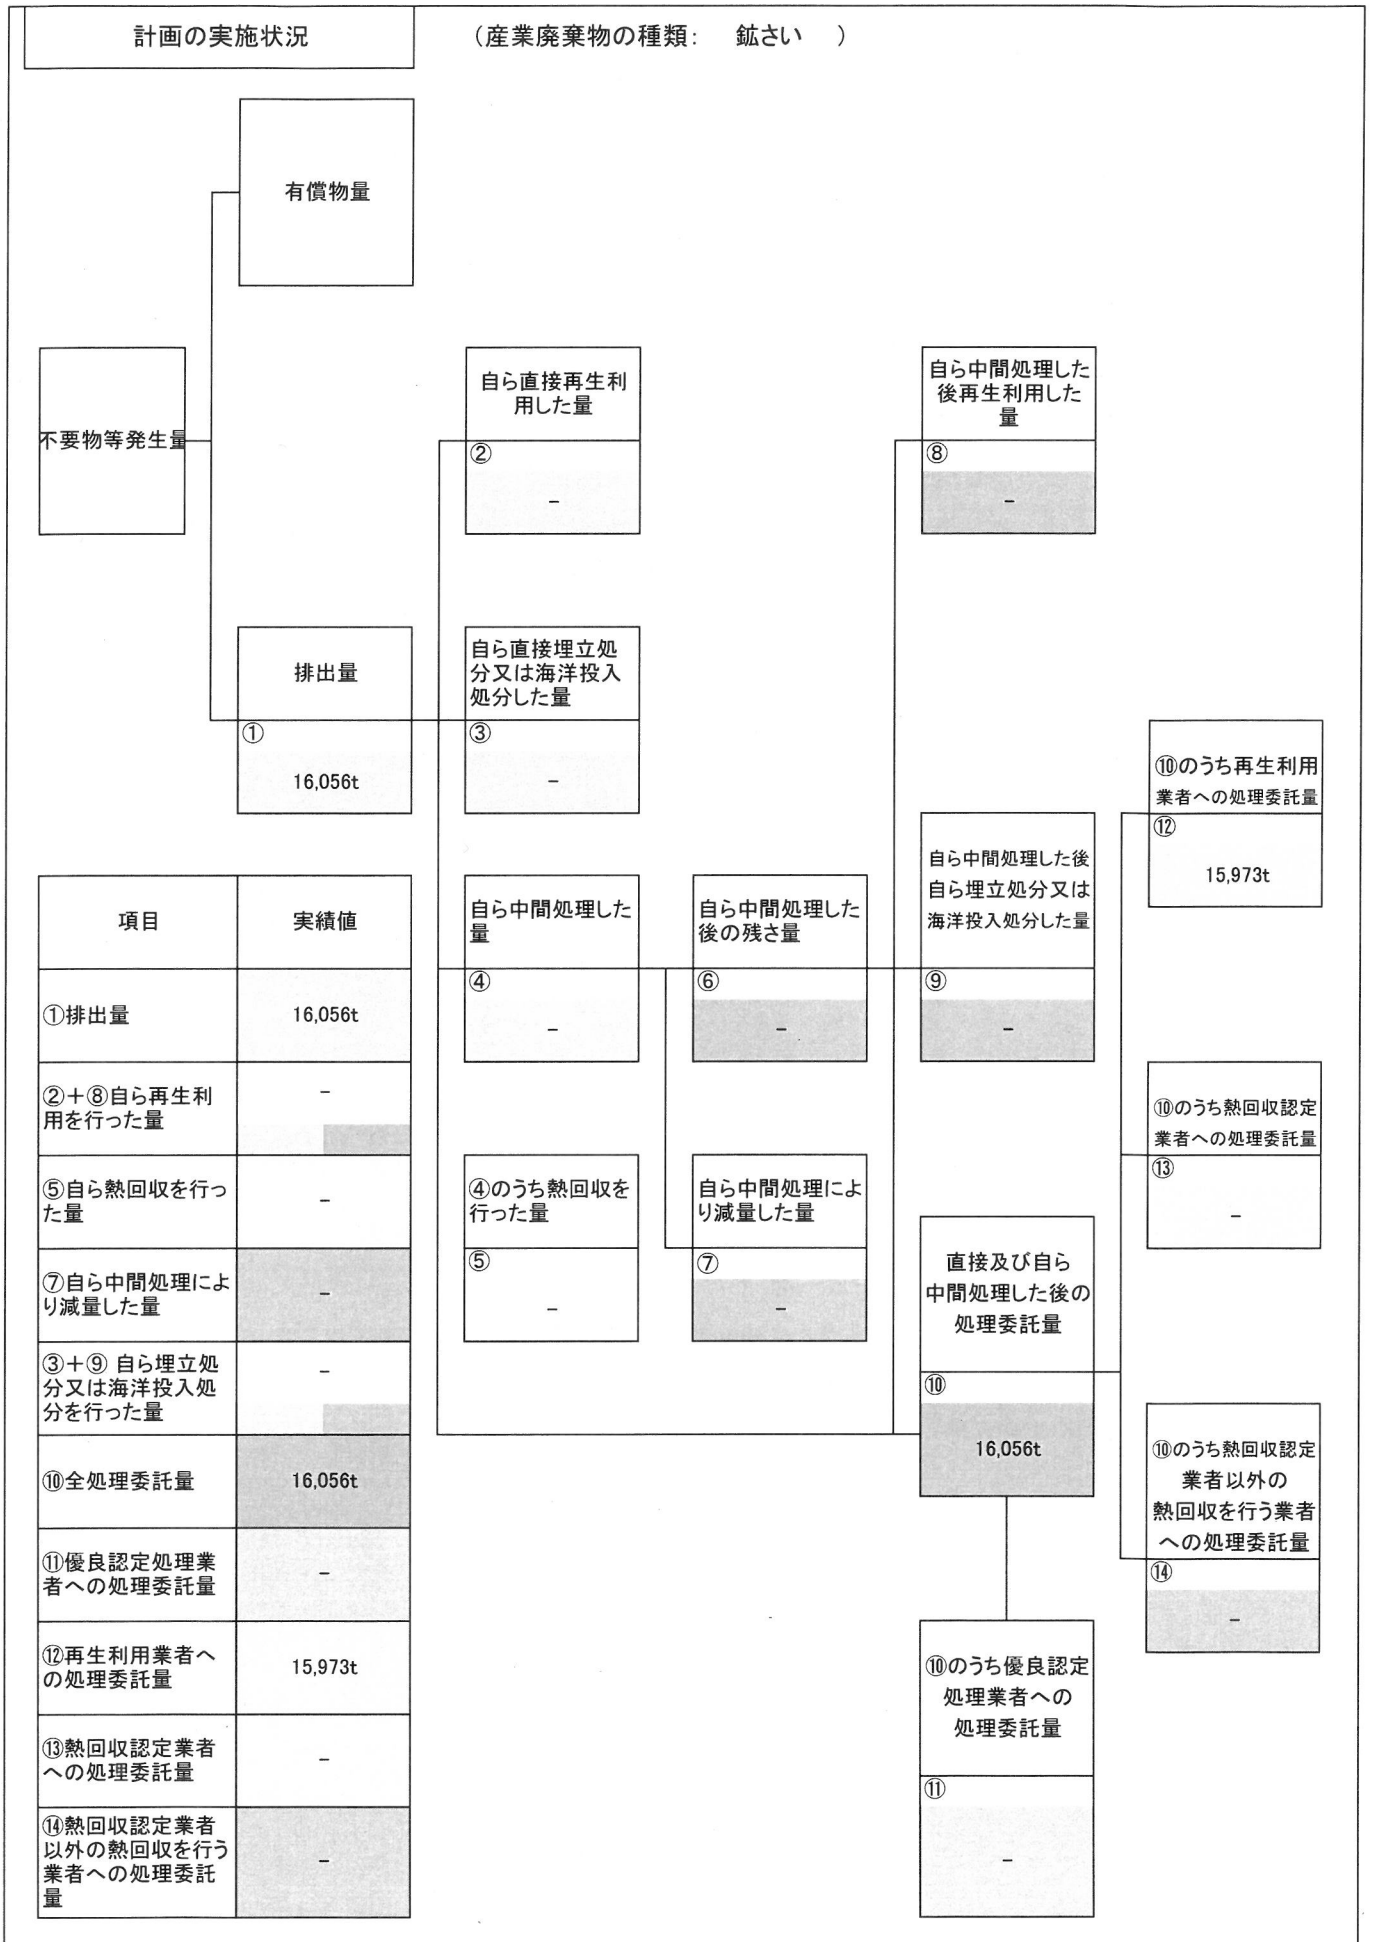 計画の実施状況
（産業廃棄物の種類： 鉱さい ）
有償物量
不要物等発生量
自ら直接再生利
用した量
②
－
自ら中間処理した
後再生利用した
量
⑧
－
排出量
①
16,056t
自ら直接埋立処
分又は海洋投入
処分した量
③
－
⑩のうち再生利用
業者への処理委託量
⑫
15,973t
自ら中間処理した
量
④
－
自ら中間処理した
後の残さ量
⑥
－
自ら中間処理した後
自ら埋立処分又は
海洋投入処分した量
⑨
－
⑩のうち熱回収認定
業者への処理委託量
⑬
－
④のうち熱回収を
行った量
⑤
－
自ら中間処理によ
り減量した量
⑦
－
直接及び自ら
中間処理した後の
処理委託量
⑩
16,056t
⑩のうち熱回収認定
業者以外の
熱回収を行う業者
への処理委託量
⑭
－
⑩のうち優良認定
処理業者への
処理委託量
⑪
－
項目 実績値
①排出量 16,056t
②＋⑧自ら再生利
用を行った量
－
⑤自ら熱回収を行っ
た量
－
⑦自ら中間処理によ
り減量した量
－
③＋⑨ 自ら埋立処
分又は海洋投入処
分を行った量
－
⑩全処理委託量 16,056t
⑪優良認定処理業
者への処理委託量
－
⑫再生利用業者へ
の処理委託量
15,973t
⑬熱回収認定業者
への処理委託量
－
⑭熱回収認定業者
以外の熱回収を行う
業者への処理委託
量
－